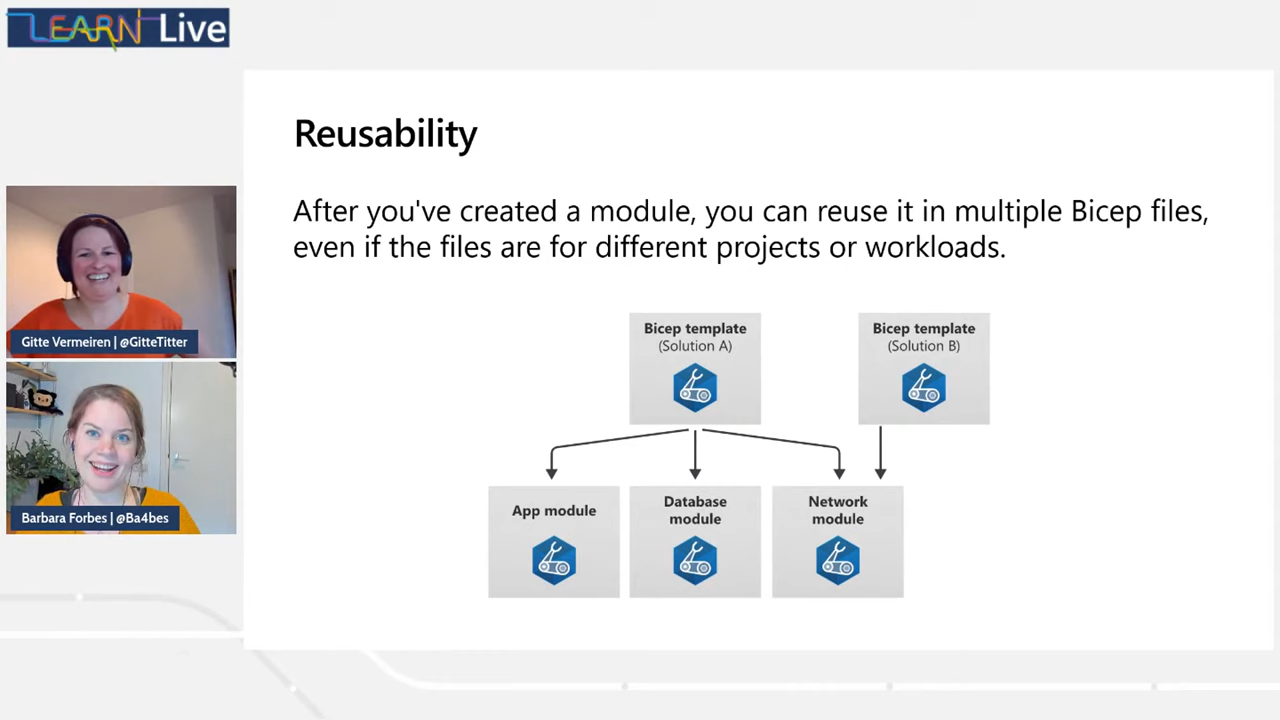 LEARN Live
Reusability
After you've created a module, you can reuse it in multiple Bicep files,
even if the files are for different projects or workloads.
Gitte Vermeiren | @GitteTitter
Barbara Forbes | @Ba4bes
Bicep template
(Solution A)
Bicep template
(Solution B)
App module
Database
module
Network
module